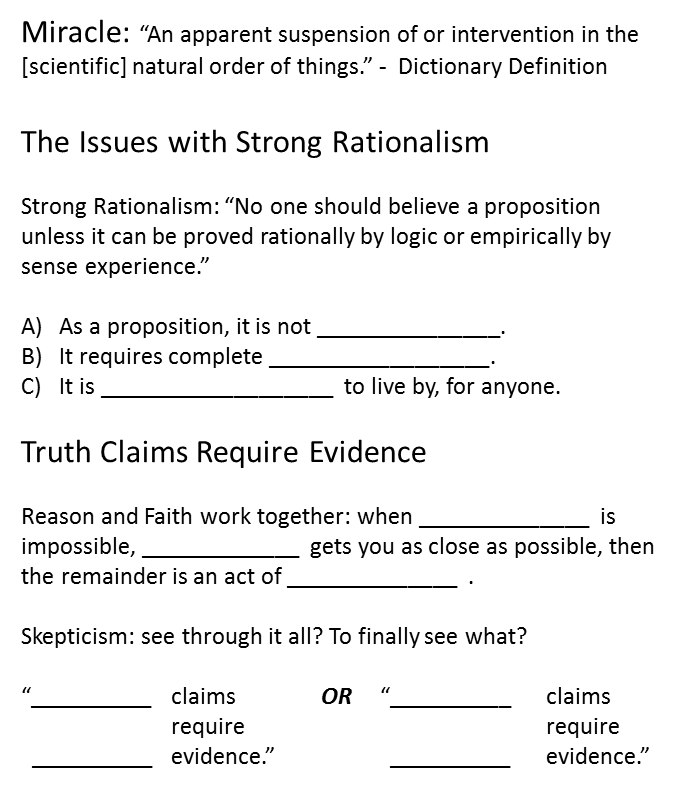 Miracle: “An apparent suspension of or intervention in the
[scientific] natural order of things.” - Dictionary Definition
The Issues with Strong Rationalism
Strong Rationalism: “No one should believe a proposition
unless it can be proved rationally by logic or empirically by
sense experience.”
A) As a proposition, it is not _______________.
B) It requires complete __________________.
C) It is ___________________ to live by, for anyone.
Truth Claims Require Evidence
Reason and Faith work together: when ______________ is
impossible, _____________ gets you as close as possible, then
the remainder is an act of ______________ .
Skepticism: see through it all? To finally see what?
“__________ claims OR “__________ claims
require require
__________ evidence.” __________ evidence.”